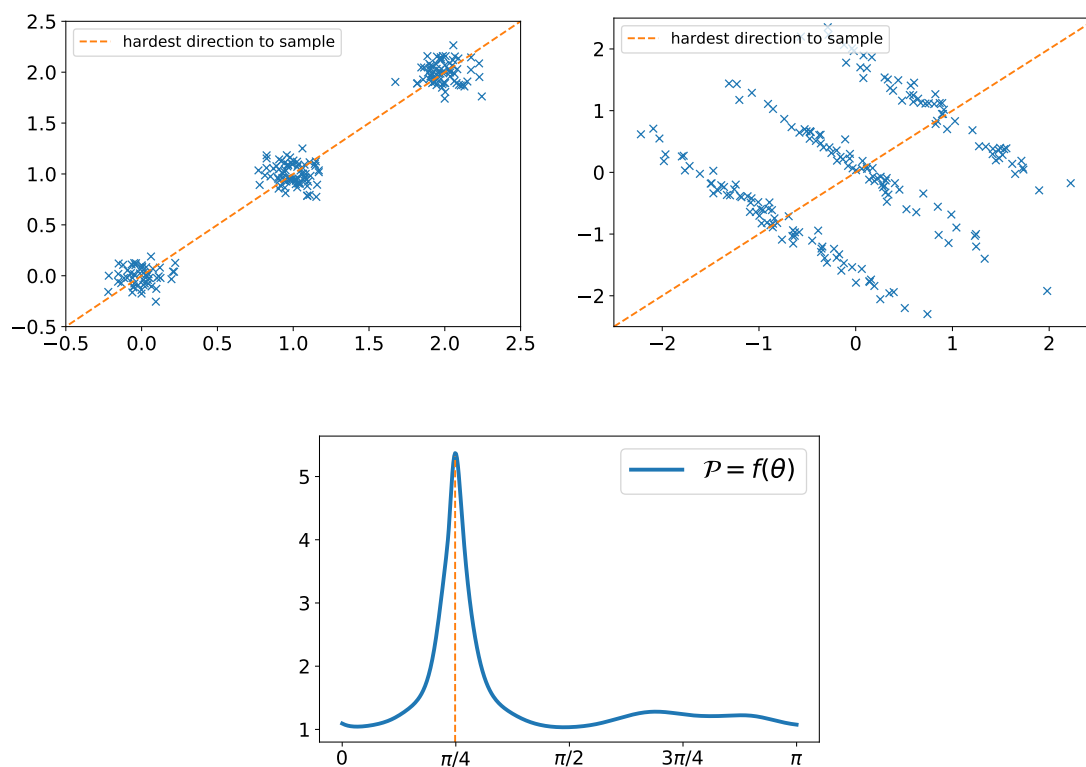 2.5
2.0
1.5
1.0
0.5
0.0
−0.5
−0.5 0.0 0.5 1.0 1.5 2.0 2.5
hardest direction to sample
2
1
0
−1
−2
−2 −1 0 1 2
hardest direction to sample
5
4
3
2
1
0 π/4 π/2 3π/4 π
𝒫 = f(θ)